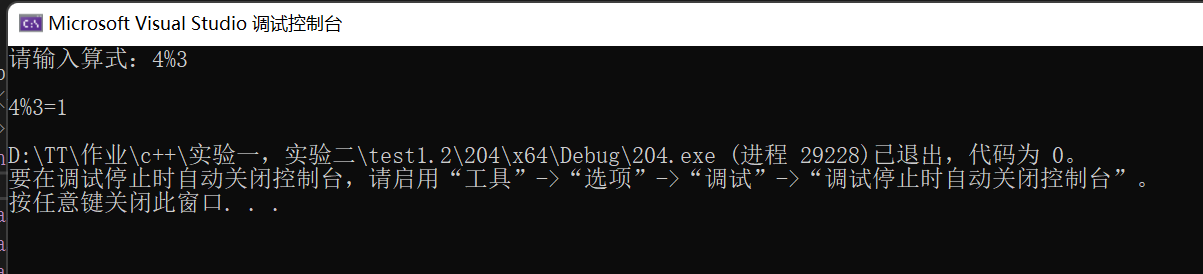 Microsoft Visual Studio 调试控制台
请输入算式：4%3
4%3=1
D:\TT\作业\c++\实验一，实验二\test1.2\204\x64\Debug\204.exe (进程 29228)已退出，代码为 0。
要在调试停止时自动关闭控制台，请启用“工具”->“选项”->“调试”->“调试停止时自动关闭控制台”。
按任意键关闭此窗口. . .